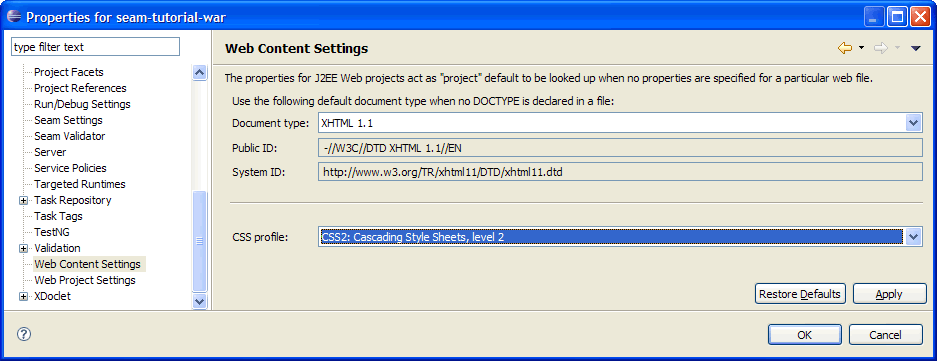 Properties for seam-tutorial-war
type filter text
Project Facets
Project References
Run/Debug Settings
Seam Settings
Seam Validator
Server
Service Policies
Targeted Runtimes
Task Repository
Task Tags
TestNG
Validation
Web Content Settings
Web Project Settings
XDoclet
Web Content Settings
The properties for J2EE Web projects act as "project" default to be looked up when no properties are specified for a particular web file.
Use the following default document type when no DOCTYPE is declared in a file:
Document type: XHTML 1.1
Public ID: -//W3C//DTD XHTML 1.1//EN
System ID: http://www.w3.org/TR/xhtml11/DTD/xhtml11.dtd
CSS profile: CSS2: Cascading Style Sheets, level 2
Restore Defaults Apply
? OK Cancel